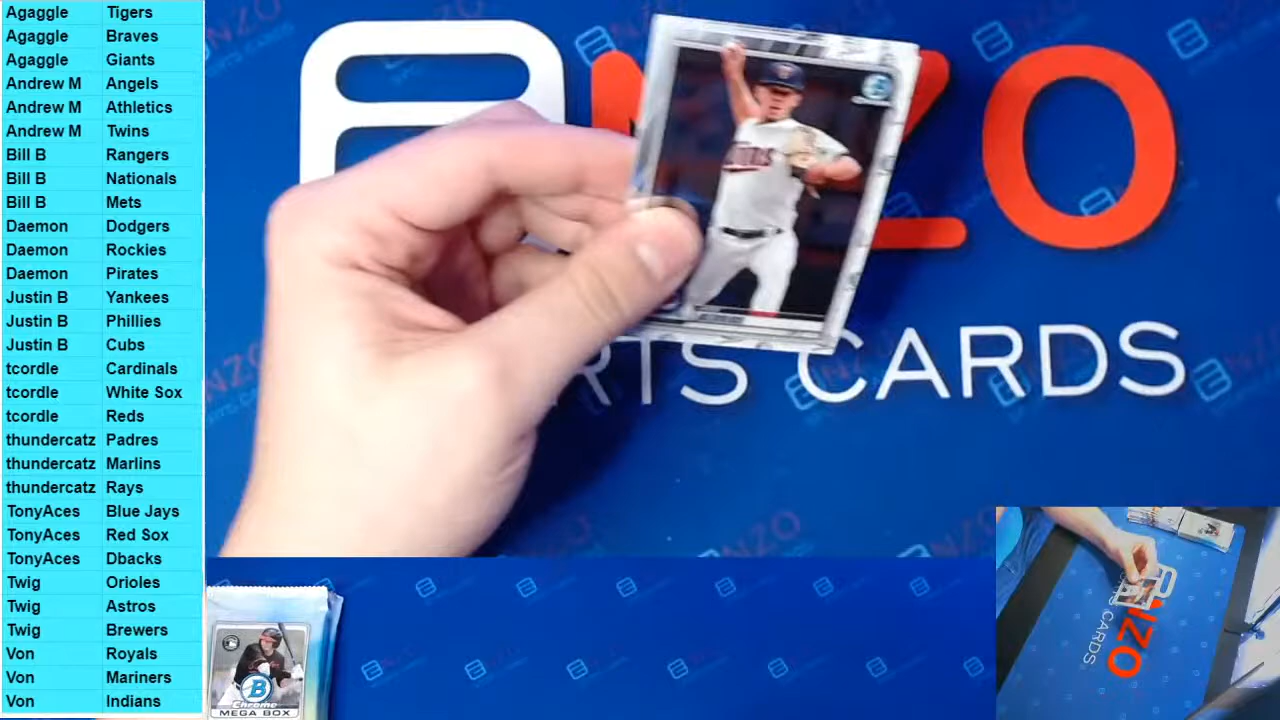 Agaggle Tigers
Agaggle Braves
Agaggle Giants
Andrew M Angels
Andrew M Athletics
Andrew M Twins
Bill B Rangers
Bill B Nationals
Bill B Mets
Daemon Dodgers
Daemon Rockies
Daemon Pirates
Justin B Yankees
Justin B Phillies
Justin B Cubs
tcordle Cardinals
tcordle White Sox
tcordle Reds
thundercatz Padres
thundercatz Marlins
thundercatz Rays
TonyAces Blue Jays
TonyAces Red Sox
TonyAces Dbacks
Twig Orioles
Twig Astros
Twig Brewers
Von Royals
Von Mariners
Von Indians
NZO
RTS CARDS
B
Chrome
MEGA BOX
NZO
CARDS